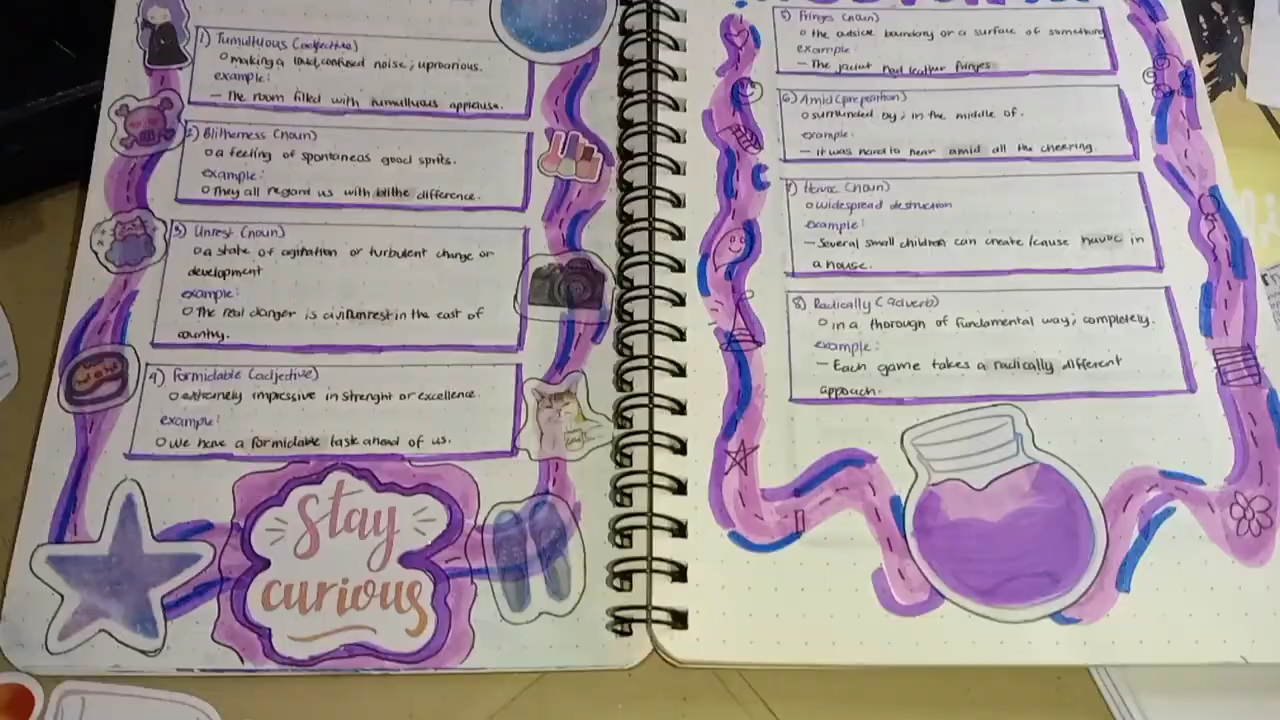 1) Tumultuous (adjective)
making a loud, confused noise; uproarious.
example:
- The room filled with tumultuous applause.
2) Blitheness (noun)
a feeling of spontaneos good sprits.
example:
They all regard us with blithe difference.
3) Unrest (noun)
a state of agitation or turbulent change or
development
example:
The real danger is civil unrest in the east of
country.
4) Formidable (adjective)
extremely impressive in strenght or excellence.
example:
we have a formidable task ahead of us.
Stay
curious
5) Fringes (noun)
the outside boundary or a surface of something
example:
- The jacket had leather fringes
6) Amid (preposition)
surrounded by; in the middle of.
example:
- It was hard to hear amid all the cheering.
7) Havoc (noun)
widespread destruction
example:
- Several small children can create /cause havoc in
a house.
8) Radically (adverb)
in a thorough of fundamental way; completely.
example:
- Each game takes a radically different
approach.